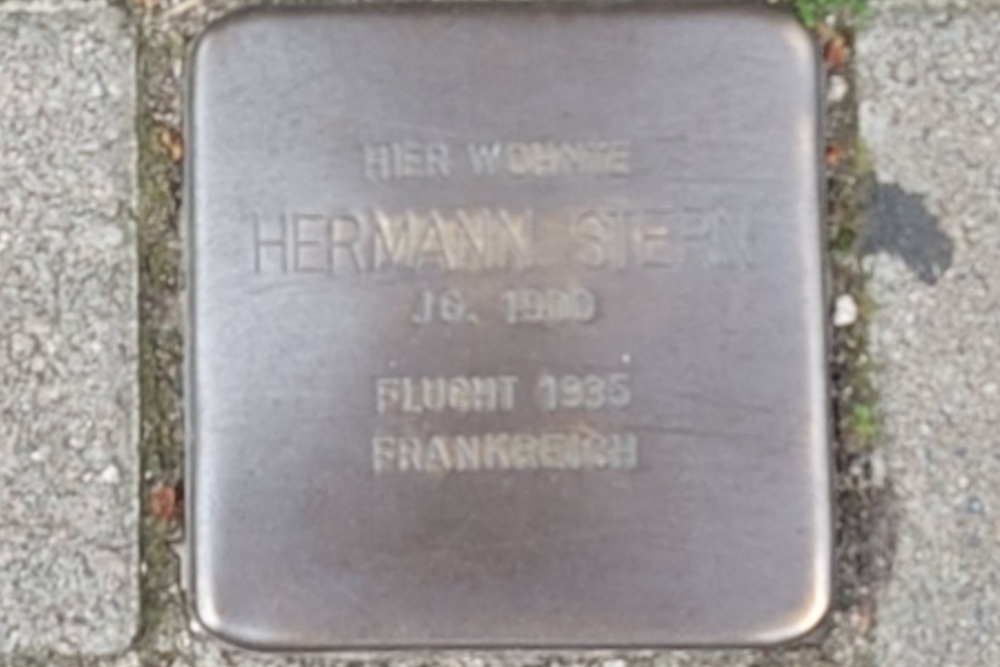 HIER WOHNTE
HERMANN STERN
JG. 1900
FLUCHT 1935
FRANKREICH